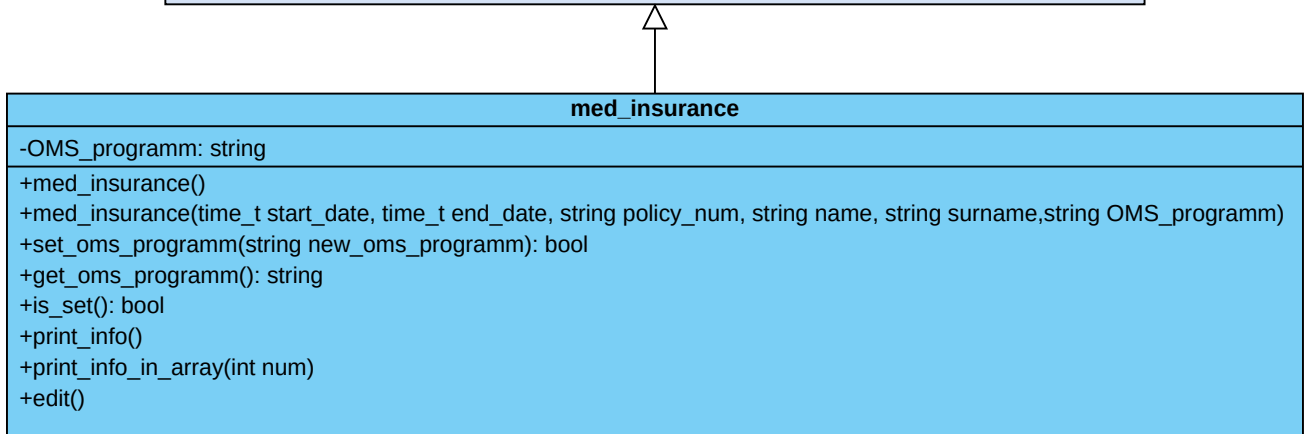 med_insurance
-OMS_programm: string
+med_insurance()
+med_insurance(time_t start_date, time_t end_date, string policy_num, string name, string surname,string OMS_programm)
+set_oms_programm(string new_oms_programm): bool
+get_oms_programm(): string
+is_set(): bool
+print_info()
+print_info_in_array(int num)
+edit()